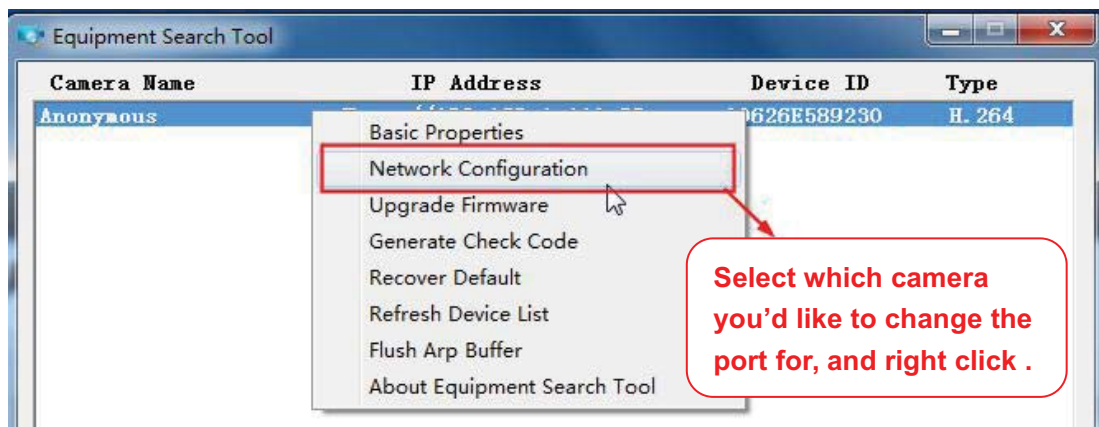 Equipment Search Tool
Camera Name IP Address Device ID Type
Anonymous 0626E589230 H.264
Basic Properties
Network Configuration
Upgrade Firmware
Generate Check Code
Recover Default
Refresh Device List
Flush Arp Buffer
About Equipment Search Tool
Select which camera
you’d like to change the
port for, and right click .